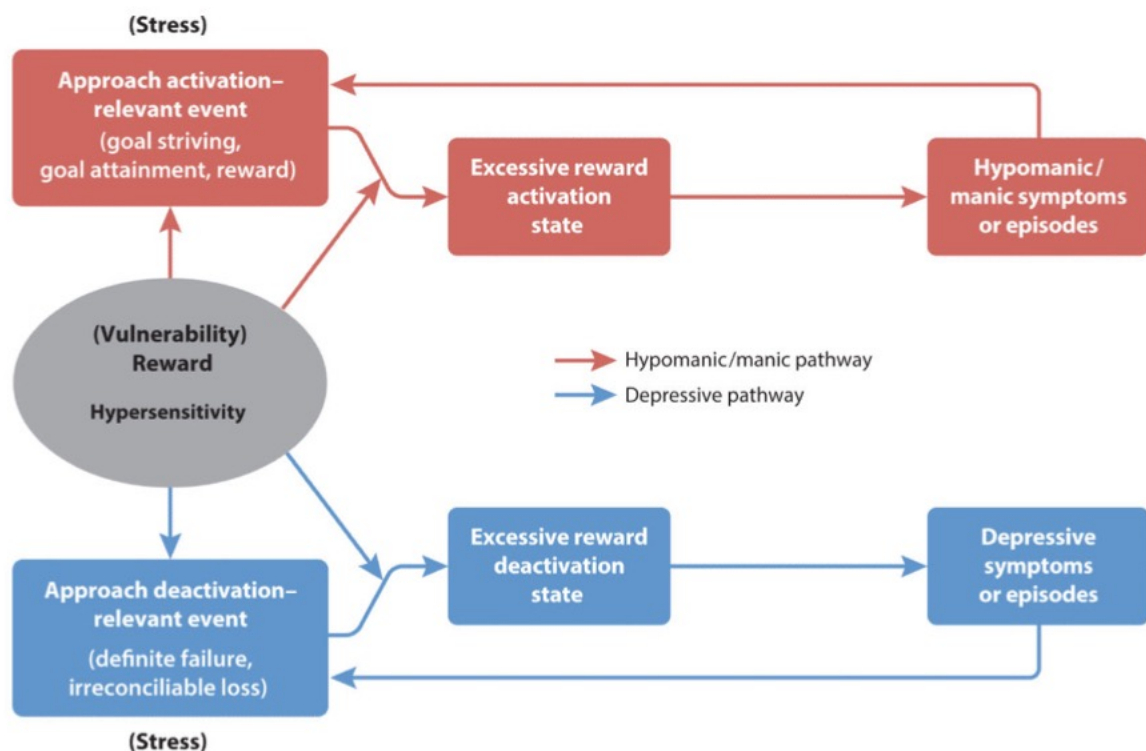 (Stress)
Approach activation–
relevant event
(goal striving,
goal attainment, reward)
Excessive reward
activation
state
Hypomanic/
manic symptoms
or episodes
(Vulnerability)
Reward
Hypersensitivity
Hypomanic/manic pathway
Depressive pathway
Approach deactivation–
relevant event
(definite failure,
irreconciliable loss)
(Stress)
Excessive reward
deactivation
state
Depressive
symptoms
or episodes